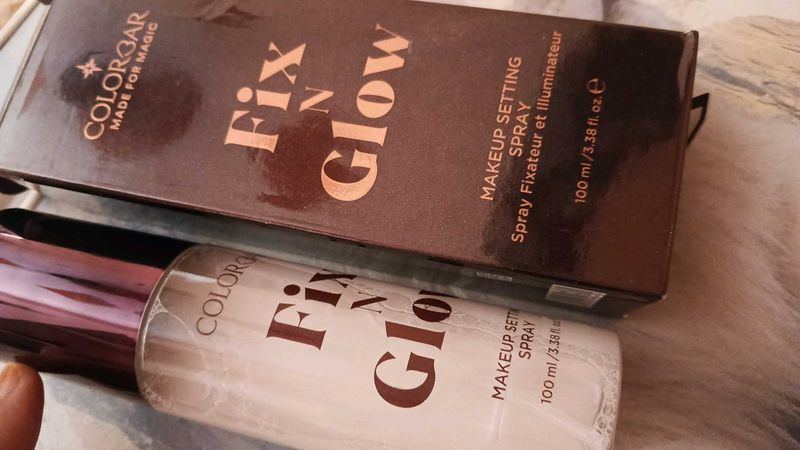 COLORBAR
MADE FOR MAGIC
Fix
N
Glow
MAKEUP SETTING
SPRAY
Spray Fixateur et Illuminateur
100 ml/3.38 fl. oz. ℮
COLORBAR
Fix
N
Glow
MAKEUP SETTING
SPRAY
100 ml/3.38 fl. oz.